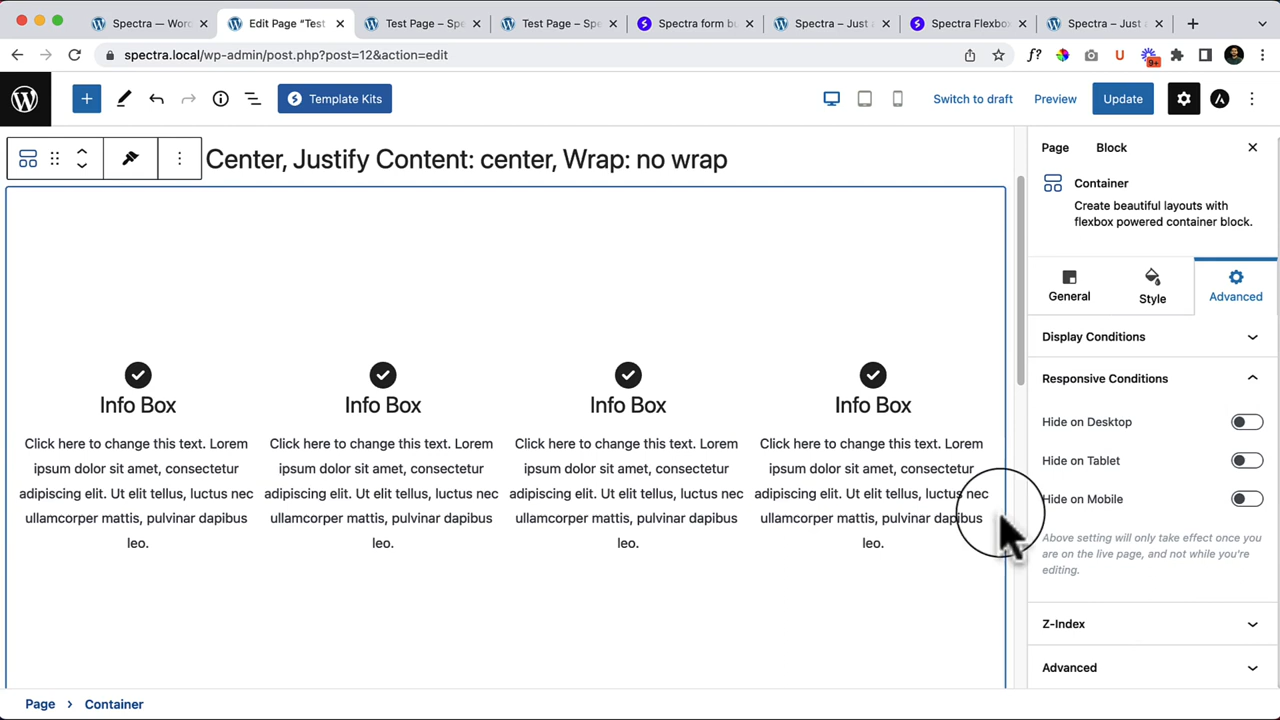 Spectra — Wor
Edit Page “Test
Test Page – Spe
Test Page – Spe
Spectra form bu
Spectra – Just a
Spectra Flexbox
Spectra – Just a
spectra.local/wp-admin/post.php?post=12&action=edit
f?
U
9+
Template Kits
Switch to draft
Preview
Update
Center, Justify Content: center, Wrap: no wrap
Page
Block
Container
Create beautiful layouts with
flexbox powered container block.
General
Style
Advanced
Display Conditions
Responsive Conditions
Hide on Desktop
Hide on Tablet
Hide on Mobile
Above setting will only take effect once you
are on the live page, and not while you're
editing.
Z-Index
Advanced
Info Box
Click here to change this text. Lorem
ipsum dolor sit amet, consectetur
adipiscing elit. Ut elit tellus, luctus nec
ullamcorper mattis, pulvinar dapibus
leo.
Info Box
Click here to change this text. Lorem
ipsum dolor sit amet, consectetur
adipiscing elit. Ut elit tellus, luctus nec
ullamcorper mattis, pulvinar dapibus
leo.
Info Box
Click here to change this text. Lorem
ipsum dolor sit amet, consectetur
adipiscing elit. Ut elit tellus, luctus nec
ullamcorper mattis, pulvinar dapibus
leo.
Info Box
Click here to change this text. Lorem
ipsum dolor sit amet, consectetur
adipiscing elit. Ut elit tellus, luctus nec
ullamcorper mattis, pulvinar dapibus
leo.
Page
Container